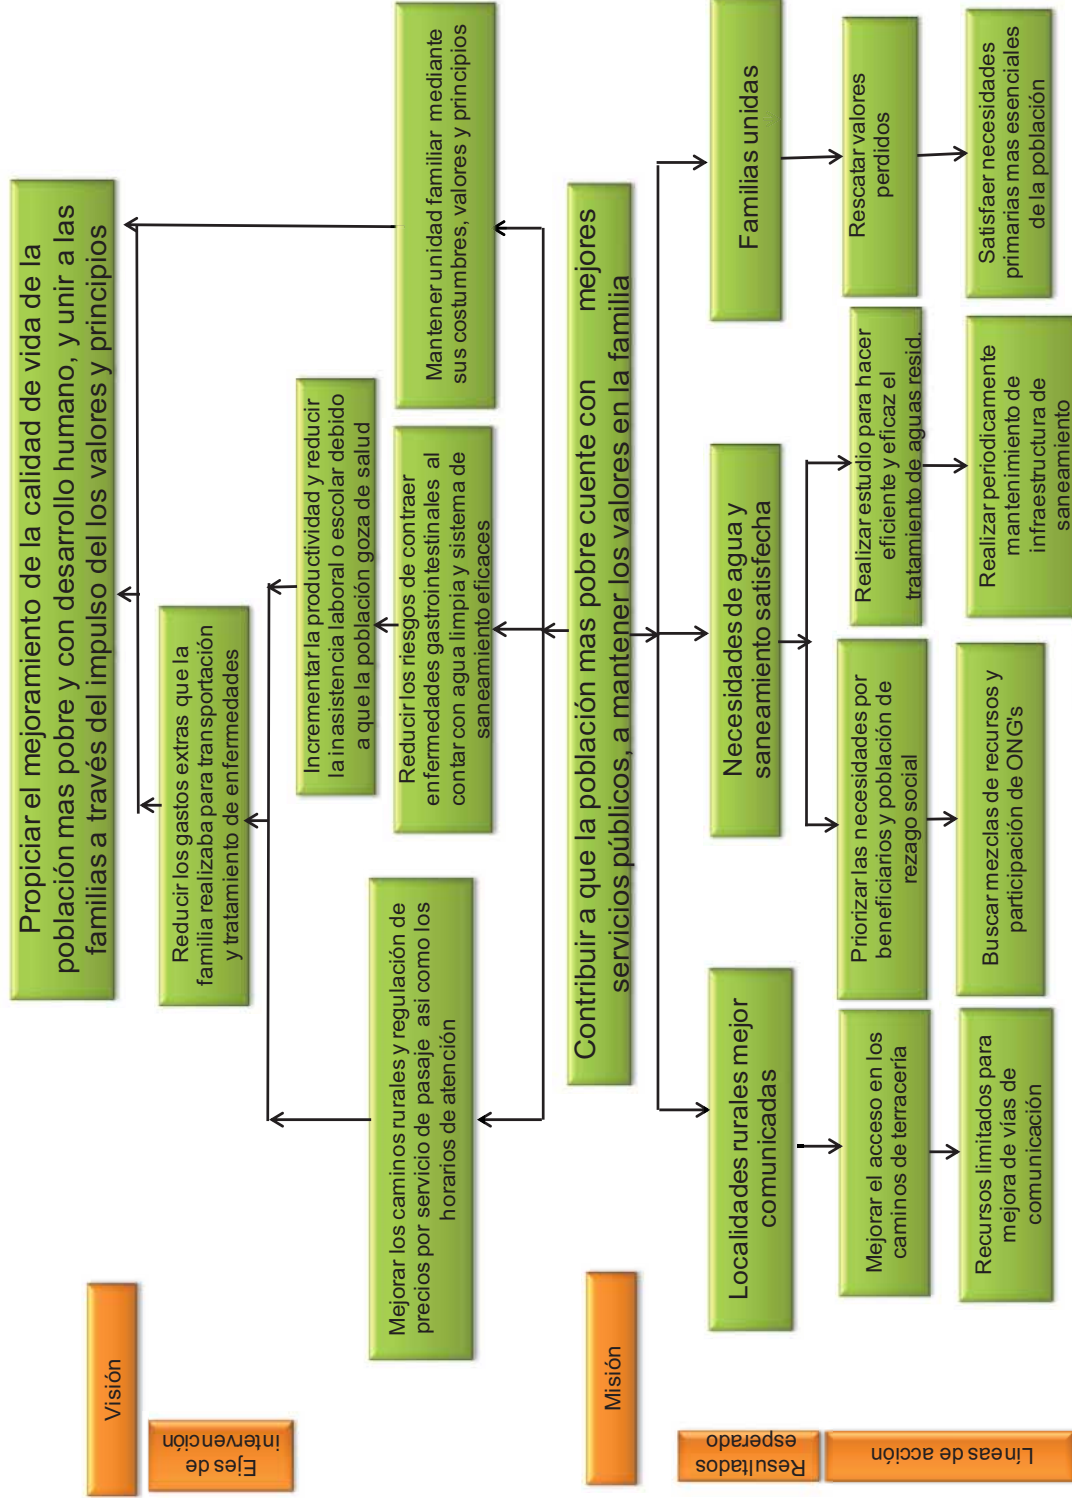 Visión
Propiciar el mejoramiento de la calidad de vida de la
población mas pobre y con desarrollo humano, y unir a las
familias a través del impulso del los valores y principios
Ejes de
intervención
Reducir los gastos extras que la
familia realizaba para transportación
y tratamiento de enfermedades
Incrementar la productividad y reducir
la inasistencia laboral o escolar debido
a que la población goza de salud
Mejorar los caminos rurales y regulación de
precios por servicio de pasaje asi como los
horarios de atención
Reducir los riesgos de contraer
enfermedades gastrointestinales al
contar con agua limpia y sistema de
saneamiento eficaces
Mantener unidad familiar mediante
sus costumbres, valores y principios
Misión
Contribuir a que la población mas pobre cuente con mejores
servicios públicos, a mantener los valores en la familia
Resultados
esperado
Localidades rurales mejor
comunicadas
Necesidades de agua y
saneamiento satisfecha
Familias unidas
Líneas de acción
Mejorar el acceso en los
caminos de terracería
Priorizar las necesidades por
beneficiarios y población de
rezago social
Realizar estudio para hacer
eficiente y eficaz el
tratamiento de aguas resid.
Rescatar valores
perdidos
Recursos limitados para
mejora de vías de
comunicación
Buscar mezclas de recursos y
participación de ONG's
Realizar periodicamente
mantenimiento de
infraestructura de
saneamiento
Satisfaer necesidades
primarias mas esenciales
de la población